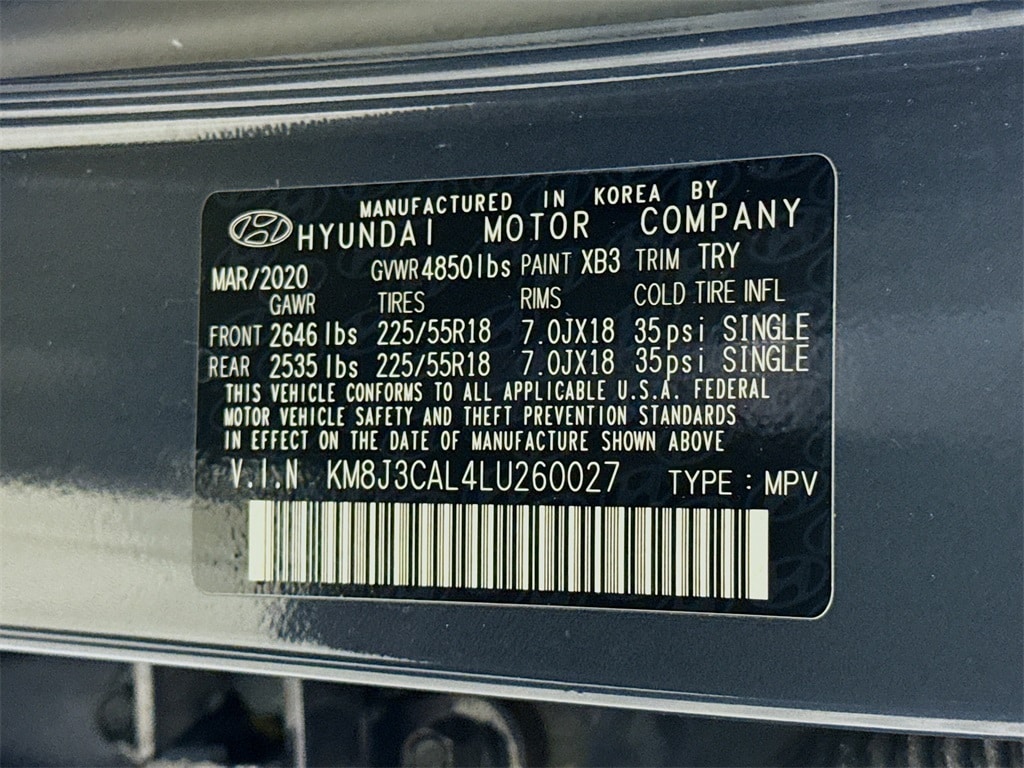 MANUFACTURED IN KOREA BY
HYUNDAI MOTOR COMPANY
MAR/2020 GVWR 4850lbs PAINT XB3 TRIM TRY
GAWR TIRES RIMS COLD TIRE INFL
FRONT 2646 lbs 225/55R18 7.0JX18 35psi SINGLE
REAR 2535 lbs 225/55R18 7.0JX18 35psi SINGLE
THIS VEHICLE CONFORMS TO ALL APPLICABLE U.S.A. FEDERAL
MOTOR VEHICLE SAFETY AND THEFT PREVENTION STANDARDS
IN EFFECT ON THE DATE OF MANUFACTURE SHOWN ABOVE
V.I.N KM8J3CAL4LU260027 TYPE : MPV